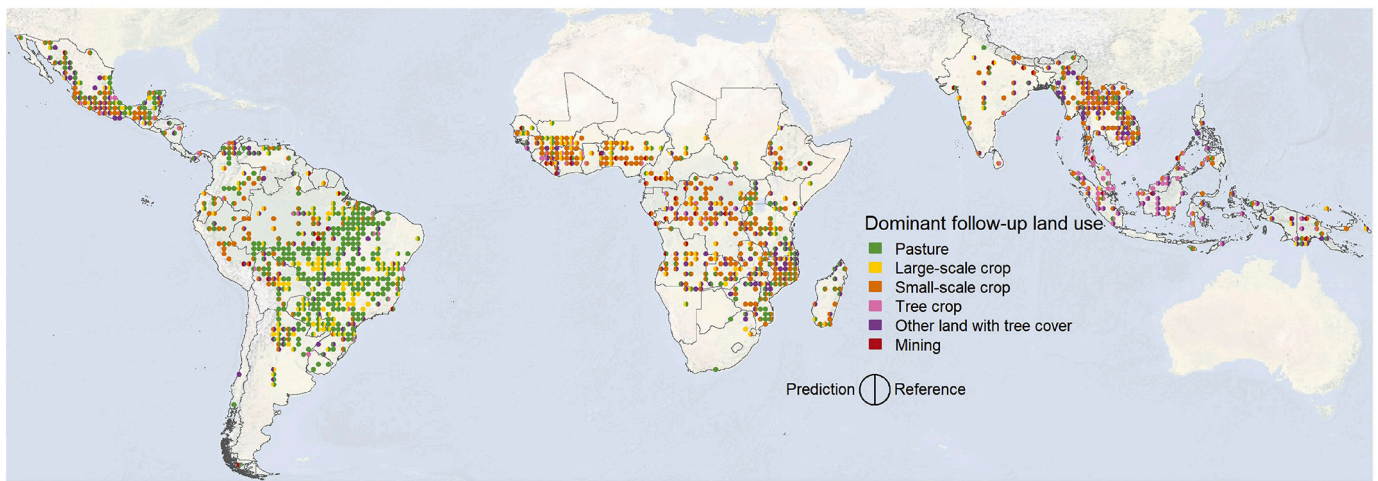 Dominant follow-up land use
Pasture
Large-scale crop
Small-scale crop
Tree crop
Other land with tree cover
Mining
Prediction Reference